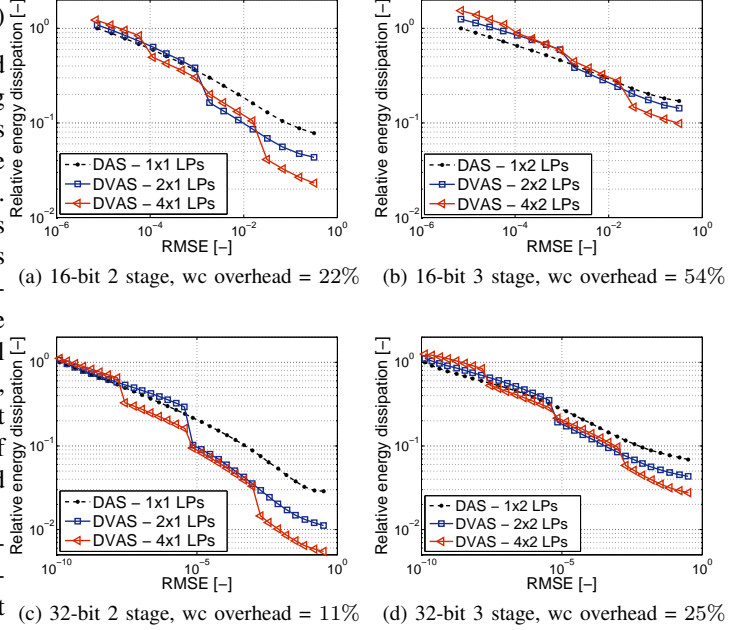 10^0
10^−1
10^−2
10^−6
10^−4
10^−2
10^0
Relative energy dissipation [−]
RMSE [−]
DAS − 1x1 LPs
DVAS − 2x1 LPs
DVAS − 4x1 LPs
(a) 16-bit 2 stage, wc overhead = 22%
10^0
10^−1
10^−2
10^−6
10^−4
10^−2
10^0
Relative energy dissipation [−]
RMSE [−]
DAS − 1x2 LPs
DVAS − 2x2 LPs
DVAS − 4x2 LPs
(b) 16-bit 3 stage, wc overhead = 54%
10^0
10^−1
10^−2
10^−10
10^−5
10^0
Relative energy dissipation [−]
RMSE [−]
DAS − 1x1 LPs
DVAS − 2x1 LPs
DVAS − 4x1 LPs
(c) 32-bit 2 stage, wc overhead = 11%
10^0
10^−1
10^−2
10^−10
10^−5
10^0
Relative energy dissipation [−]
RMSE [−]
DAS − 1x2 LPs
DVAS − 2x2 LPs
DVAS − 4x2 LPs
(d) 32-bit 3 stage, wc overhead = 25%